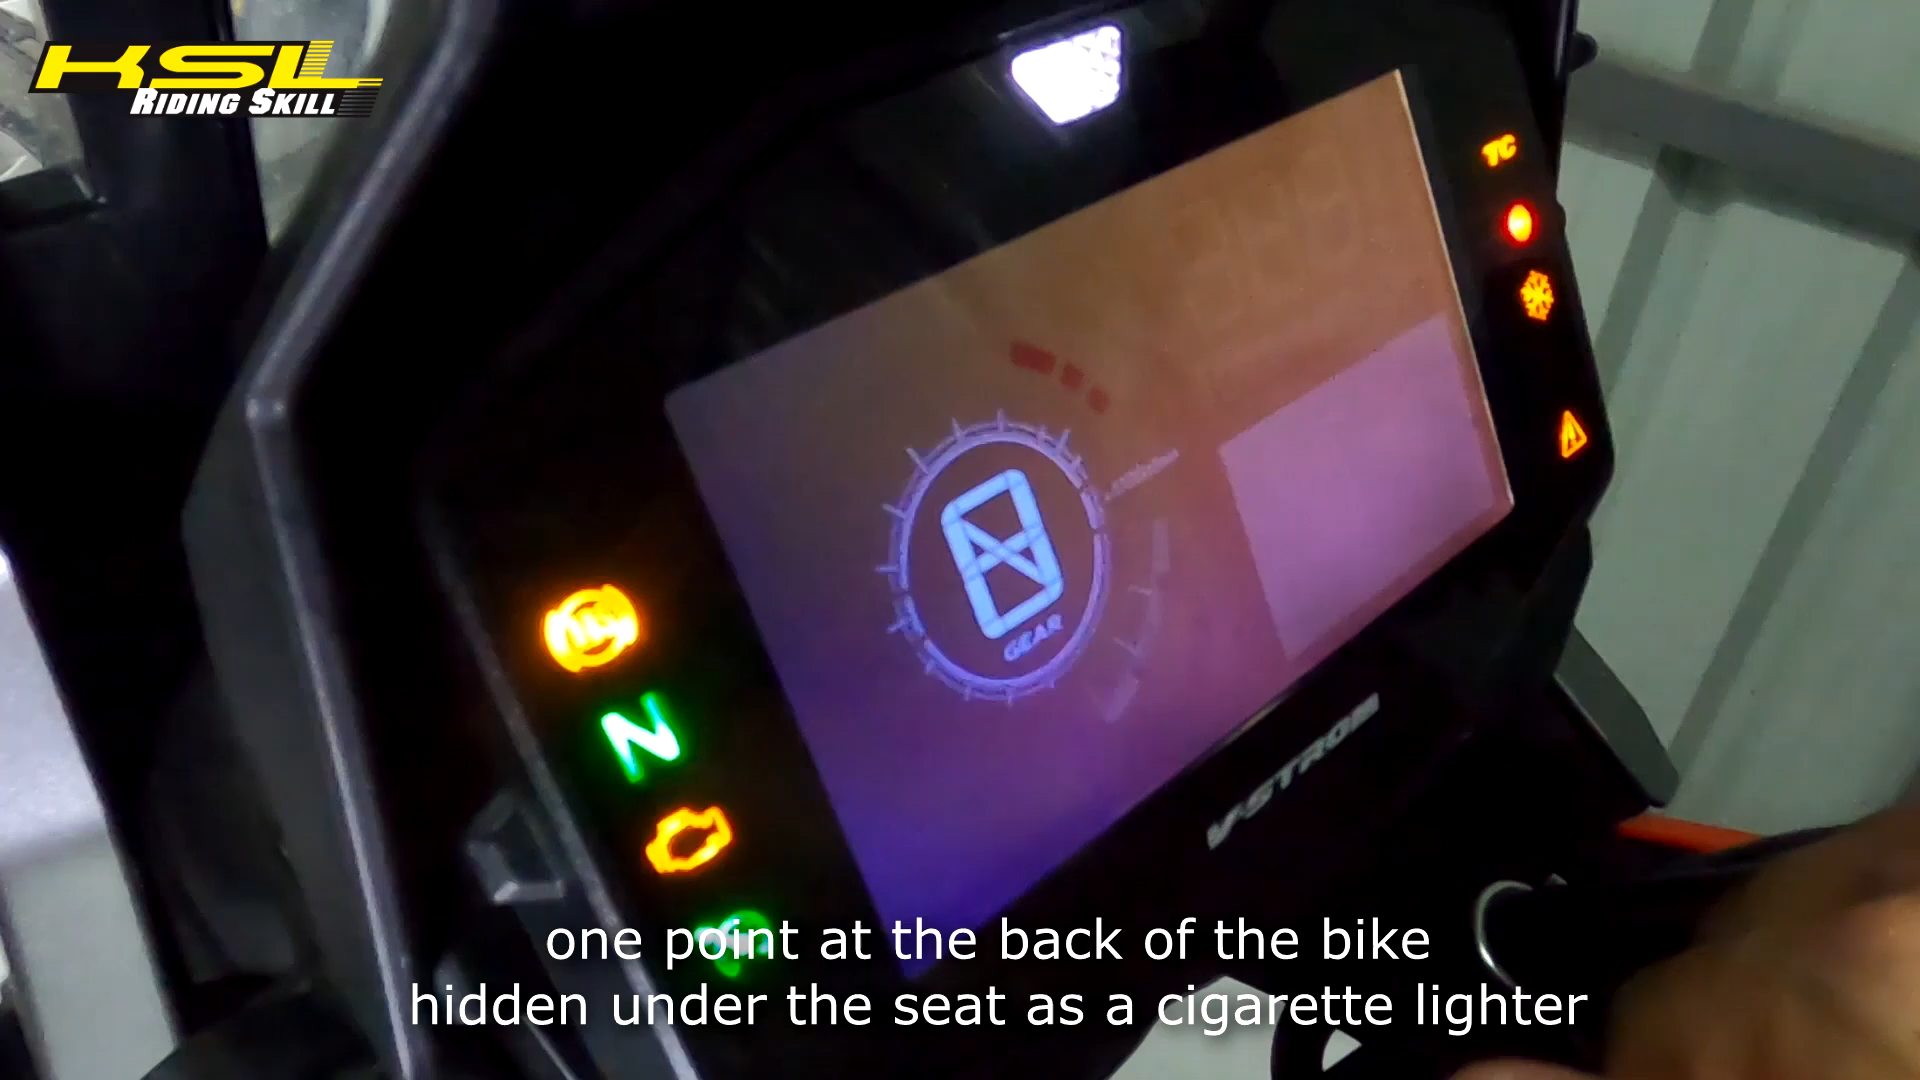 KSL
RIDING SKILL
TC
N
GEAR
V-STROM
one point at the back of the bike
hidden under the seat as a cigarette lighter